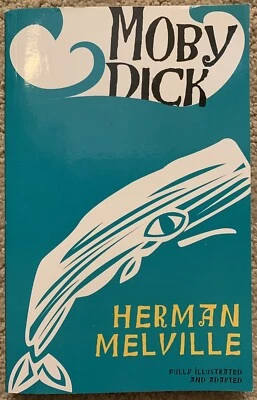 MOBY
DICK
HERMAN
MELVILLE
FULLY ILLUSTRATED
AND ADAPTED